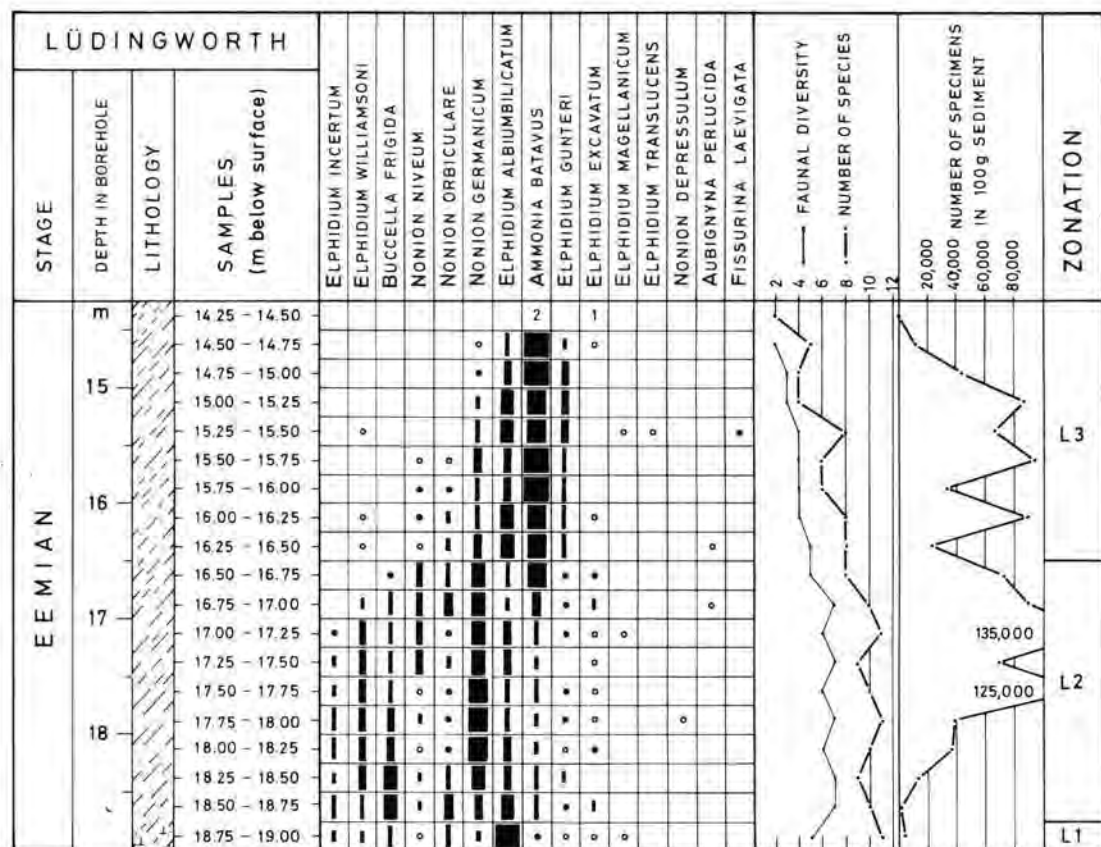 LÜDINGWORTH
STAGE
DEPTH IN BOREHOLE
LITHOLOGY
SAMPLES
(m below surface)
ELPHIDIUM INCERTUM
ELPHIDIUM WILLIAMSONI
BUCCELLA FRIGIDA
NONION NIVEUM
NONION ORBICULARE
NONION GERMANICUM
ELPHIDIUM ALBIUMBILICATUM
AMMONIA BATAVUS
ELPHIDIUM GUNTERI
ELPHIDIUM EXCAVATUM
ELPHIDIUM MAGELLANICUM
ELPHIDIUM TRANSLUCENS
NONION DEPRESSULUM
AUBIGNYNA PERLUCIDA
FISSURINA LAEVIGATA
FAUNAL DIVERSITY
NUMBER OF SPECIES
2 4 6 8 10 12
NUMBER OF SPECIMENS
IN 100g. SEDIMENT
20,000 40,000 60,000 80,000
ZONATION
EEMIAN
m
15
16
17
18
14.25 – 14.50 2 1
14.50 – 14.75
14.75 – 15.00
15.00 – 15.25
15.25 – 15.50
15.50 – 15.75
15.75 – 16.00
16.00 – 16.25
16.25 – 16.50
16.50 – 16.75
16.75 – 17.00
17.00 – 17.25
17.25 – 17.50
17.50 – 17.75
17.75 – 18.00
18.00 – 18.25
18.25 – 18.50
18.50 – 18.75
18.75 – 19.00
135,000
125,000
L3
L2
L1